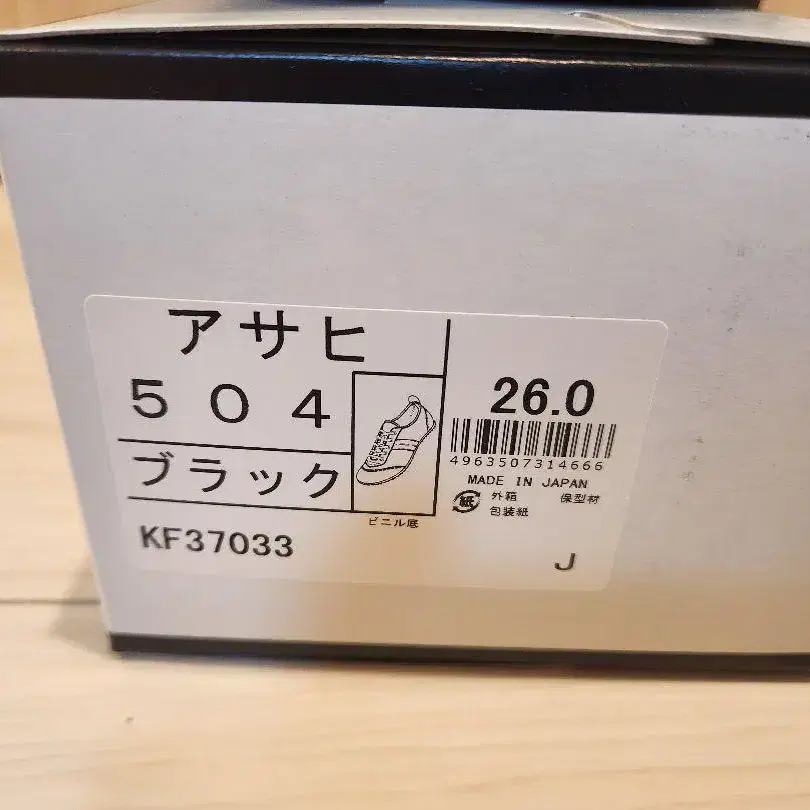 アサヒ
５０４
ブラック
KF37033
ビニル底
26.0
4963507314666
MADE IN JAPAN
紙 外箱 保型材
包装紙
J